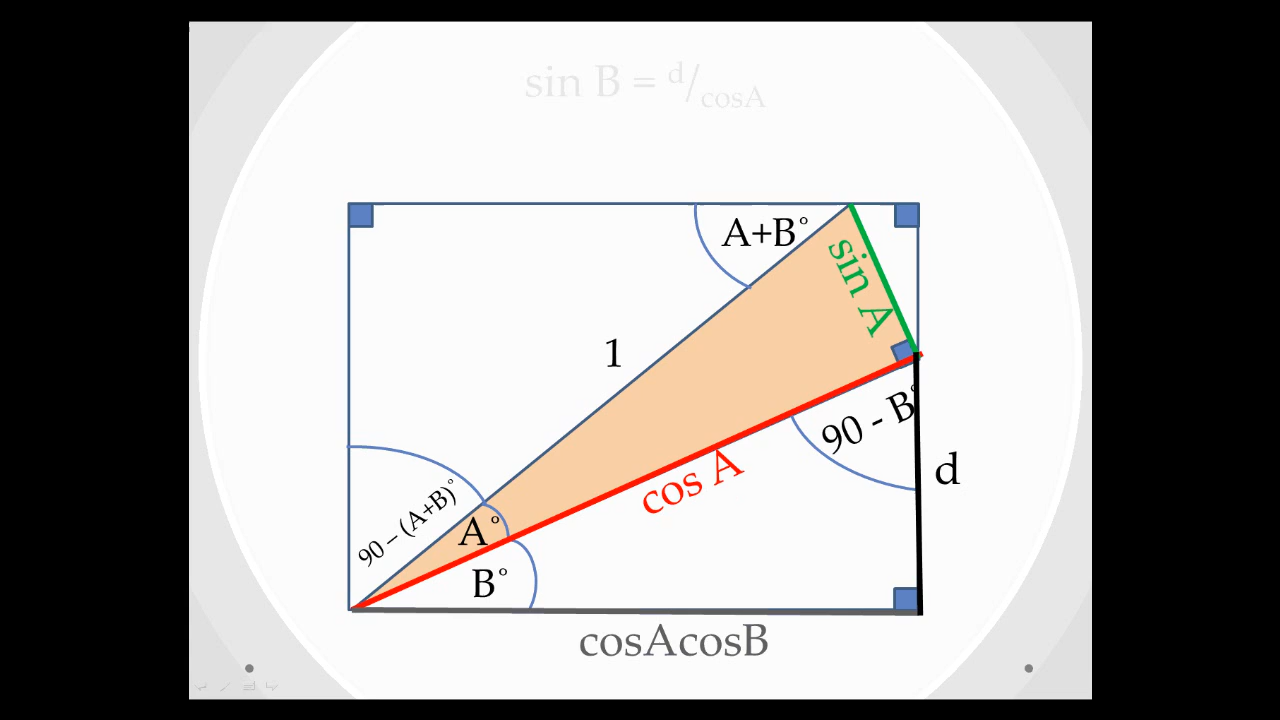 sin B = d/cosA
A+B°
sin A
1
90 - B°
cos A
d
90 – (A+B)°
A°
B°
cosAcosB